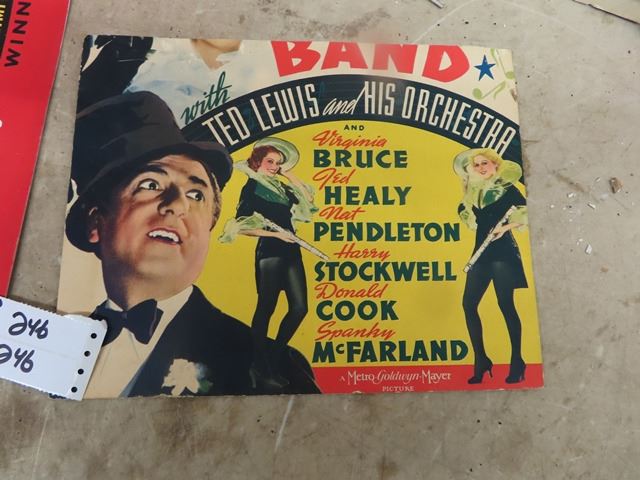 WINN
BAND
with
TED LEWIS and HIS ORCHESTRA
AND
Virginia
BRUCE
Ted
HEALY
Nat
PENDLETON
Harry
STOCKWELL
Donald
COOK
Spanky
McFARLAND
A Metro-Goldwyn-Mayer
PICTURE
246
246